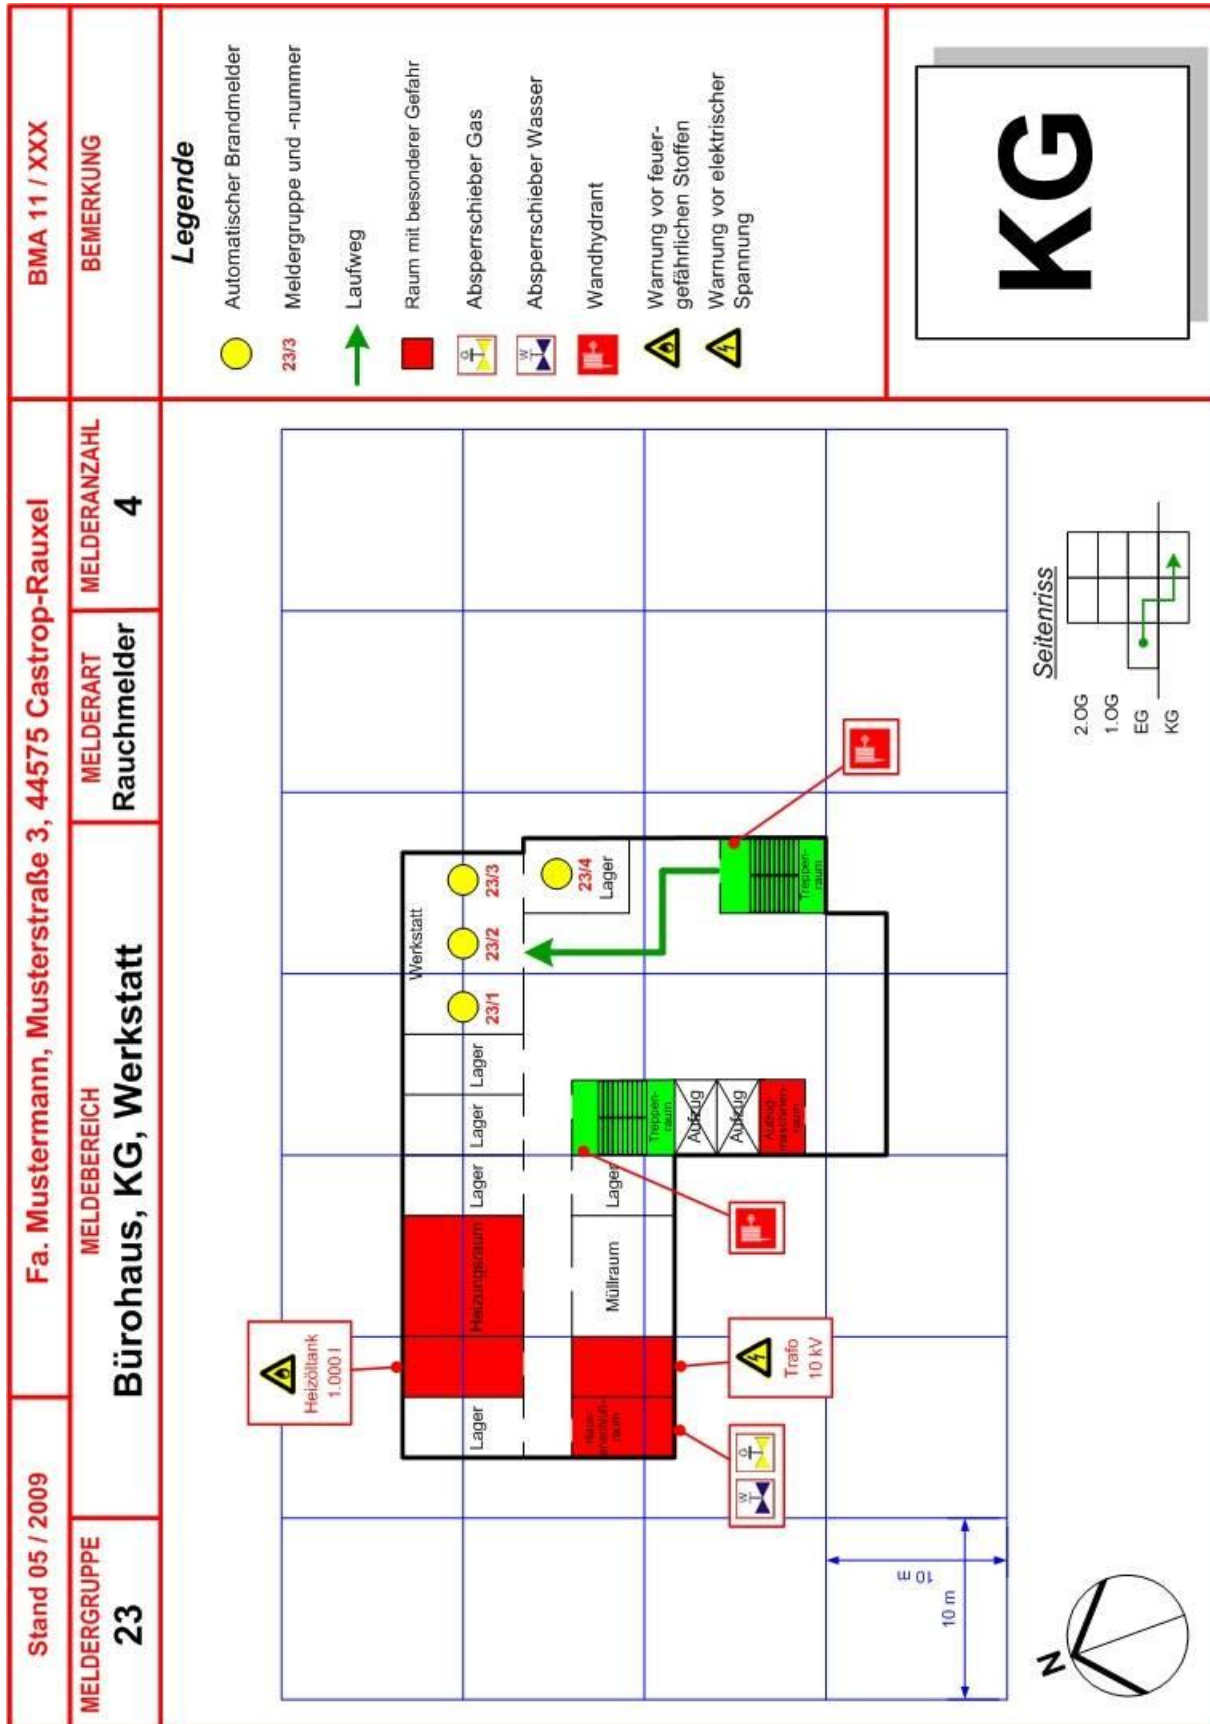 Stand 05 / 2009
Fa. Mustermann, Musterstraße 3, 44575 Castrop-Rauxel
BMA 11 / XXX
MELDERGRUPPE
23
MELDEBEREICH
Bürohaus, KG, Werkstatt
MELDERART
Rauchmelder
MELDERANZAHL
4
BEMERKUNG
Heizöltank
1.000 l
Lager
Heizungsraum
Lager
Lager
Lager
Werkstatt
23/1
23/2
23/3
23/4
Lager
Müllraum
Lager
Treppen-
raum
Aufzug
Aufzug
Treppen-
raum
W
G
Trafo
10 kV
10 m
10 m
N
Seitenriss
2.OG
1.OG
EG
KG
Legende
Automatischer Brandmelder
23/3
Meldergruppe und -nummer
Laufweg
Raum mit besonderer Gefahr
G
Absperrschieber Gas
W
Absperrschieber Wasser
Wandhydrant
Warnung vor feuer-
gefährlichen Stoffen
Warnung vor elektrischer
Spannung
KG